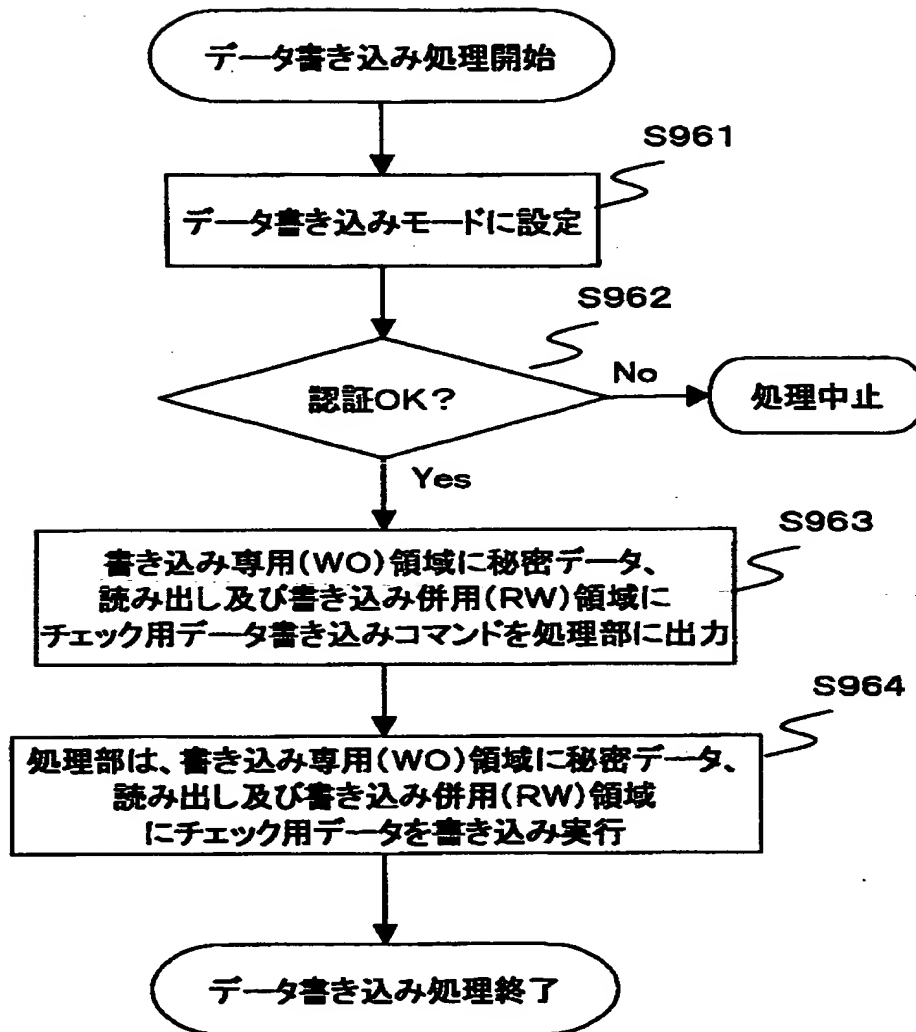 データ書き込み処理開始
S961
データ書き込みモードに設定
S962
認証OK?
No
処理中止
Yes
S963
書き込み専用(WO)領域に秘密データ、
読み出し及び書き込み併用(RW)領域に
チェック用データ書き込みコマンドを処理部に出力
S964
処理部は、書き込み専用(WO)領域に秘密データ、
読み出し及び書き込み併用(RW)領域
にチェック用データを書き込み実行
データ書き込み処理終了